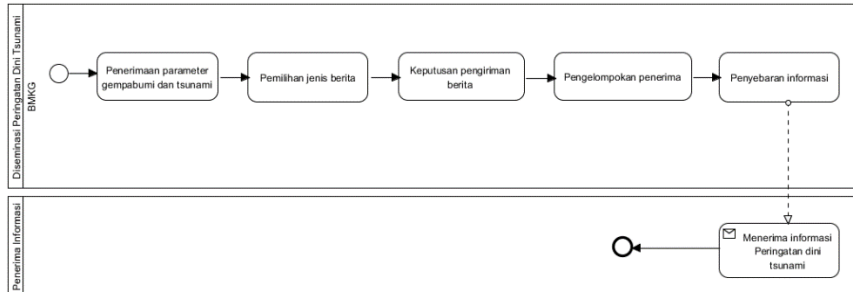 Diseminasi Peringatan Dini Tsunami
BMKG
Penerimaan parameter
gempabumi dan tsunami
Pemilihan jenis berita
Keputusan pengiriman
berita
Pengelompokan penerima
Penyebaran informasi
Penerima Informasi
Menerima informasi
Peringatan dini
tsunami